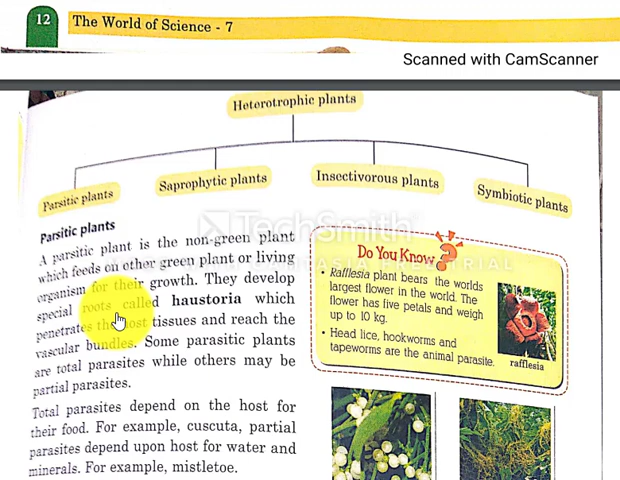 12 The World of Science - 7
Scanned with CamScanner
Heterotrophic plants
Parsitic plants
Saprophytic plants
Insectivorous plants
Symbiotic plants
Parsitic plants
A parsitic plant is the non-green plant
which feeds on other green plant or living
organism for their growth. They develop
special roots called haustoria which
penetrates the host tissues and reach the
vascular bundles. Some parasitic plants
are total parasites while others may be
partial parasites.
Total parasites depend on the host for
their food. For example, cuscuta, partial
parasites depend upon host for water and
minerals. For example, mistletoe.
Do You Know ?
• Rafflesia plant bears the worlds
largest flower in the world. The
flower has five petals and weigh
up to 10 kg.
• Head lice, hookworms and
tapeworms are the animal parasite.
rafflesia
TechSmith